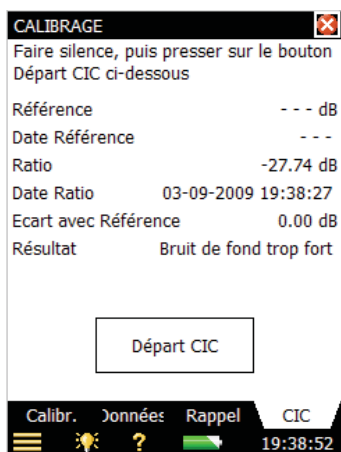 CALIBRAGE
Faire silence, puis presser sur le bouton
Départ CIC ci-dessous
Référence - - - dB
Date Référence - - -
Ratio -27.74 dB
Date Ratio 03-09-2009 19:38:27
Ecart avec Référence 0.00 dB
Résultat Bruit de fond trop fort
Départ CIC
Calibr. Données Rappel CIC
? 19:38:52